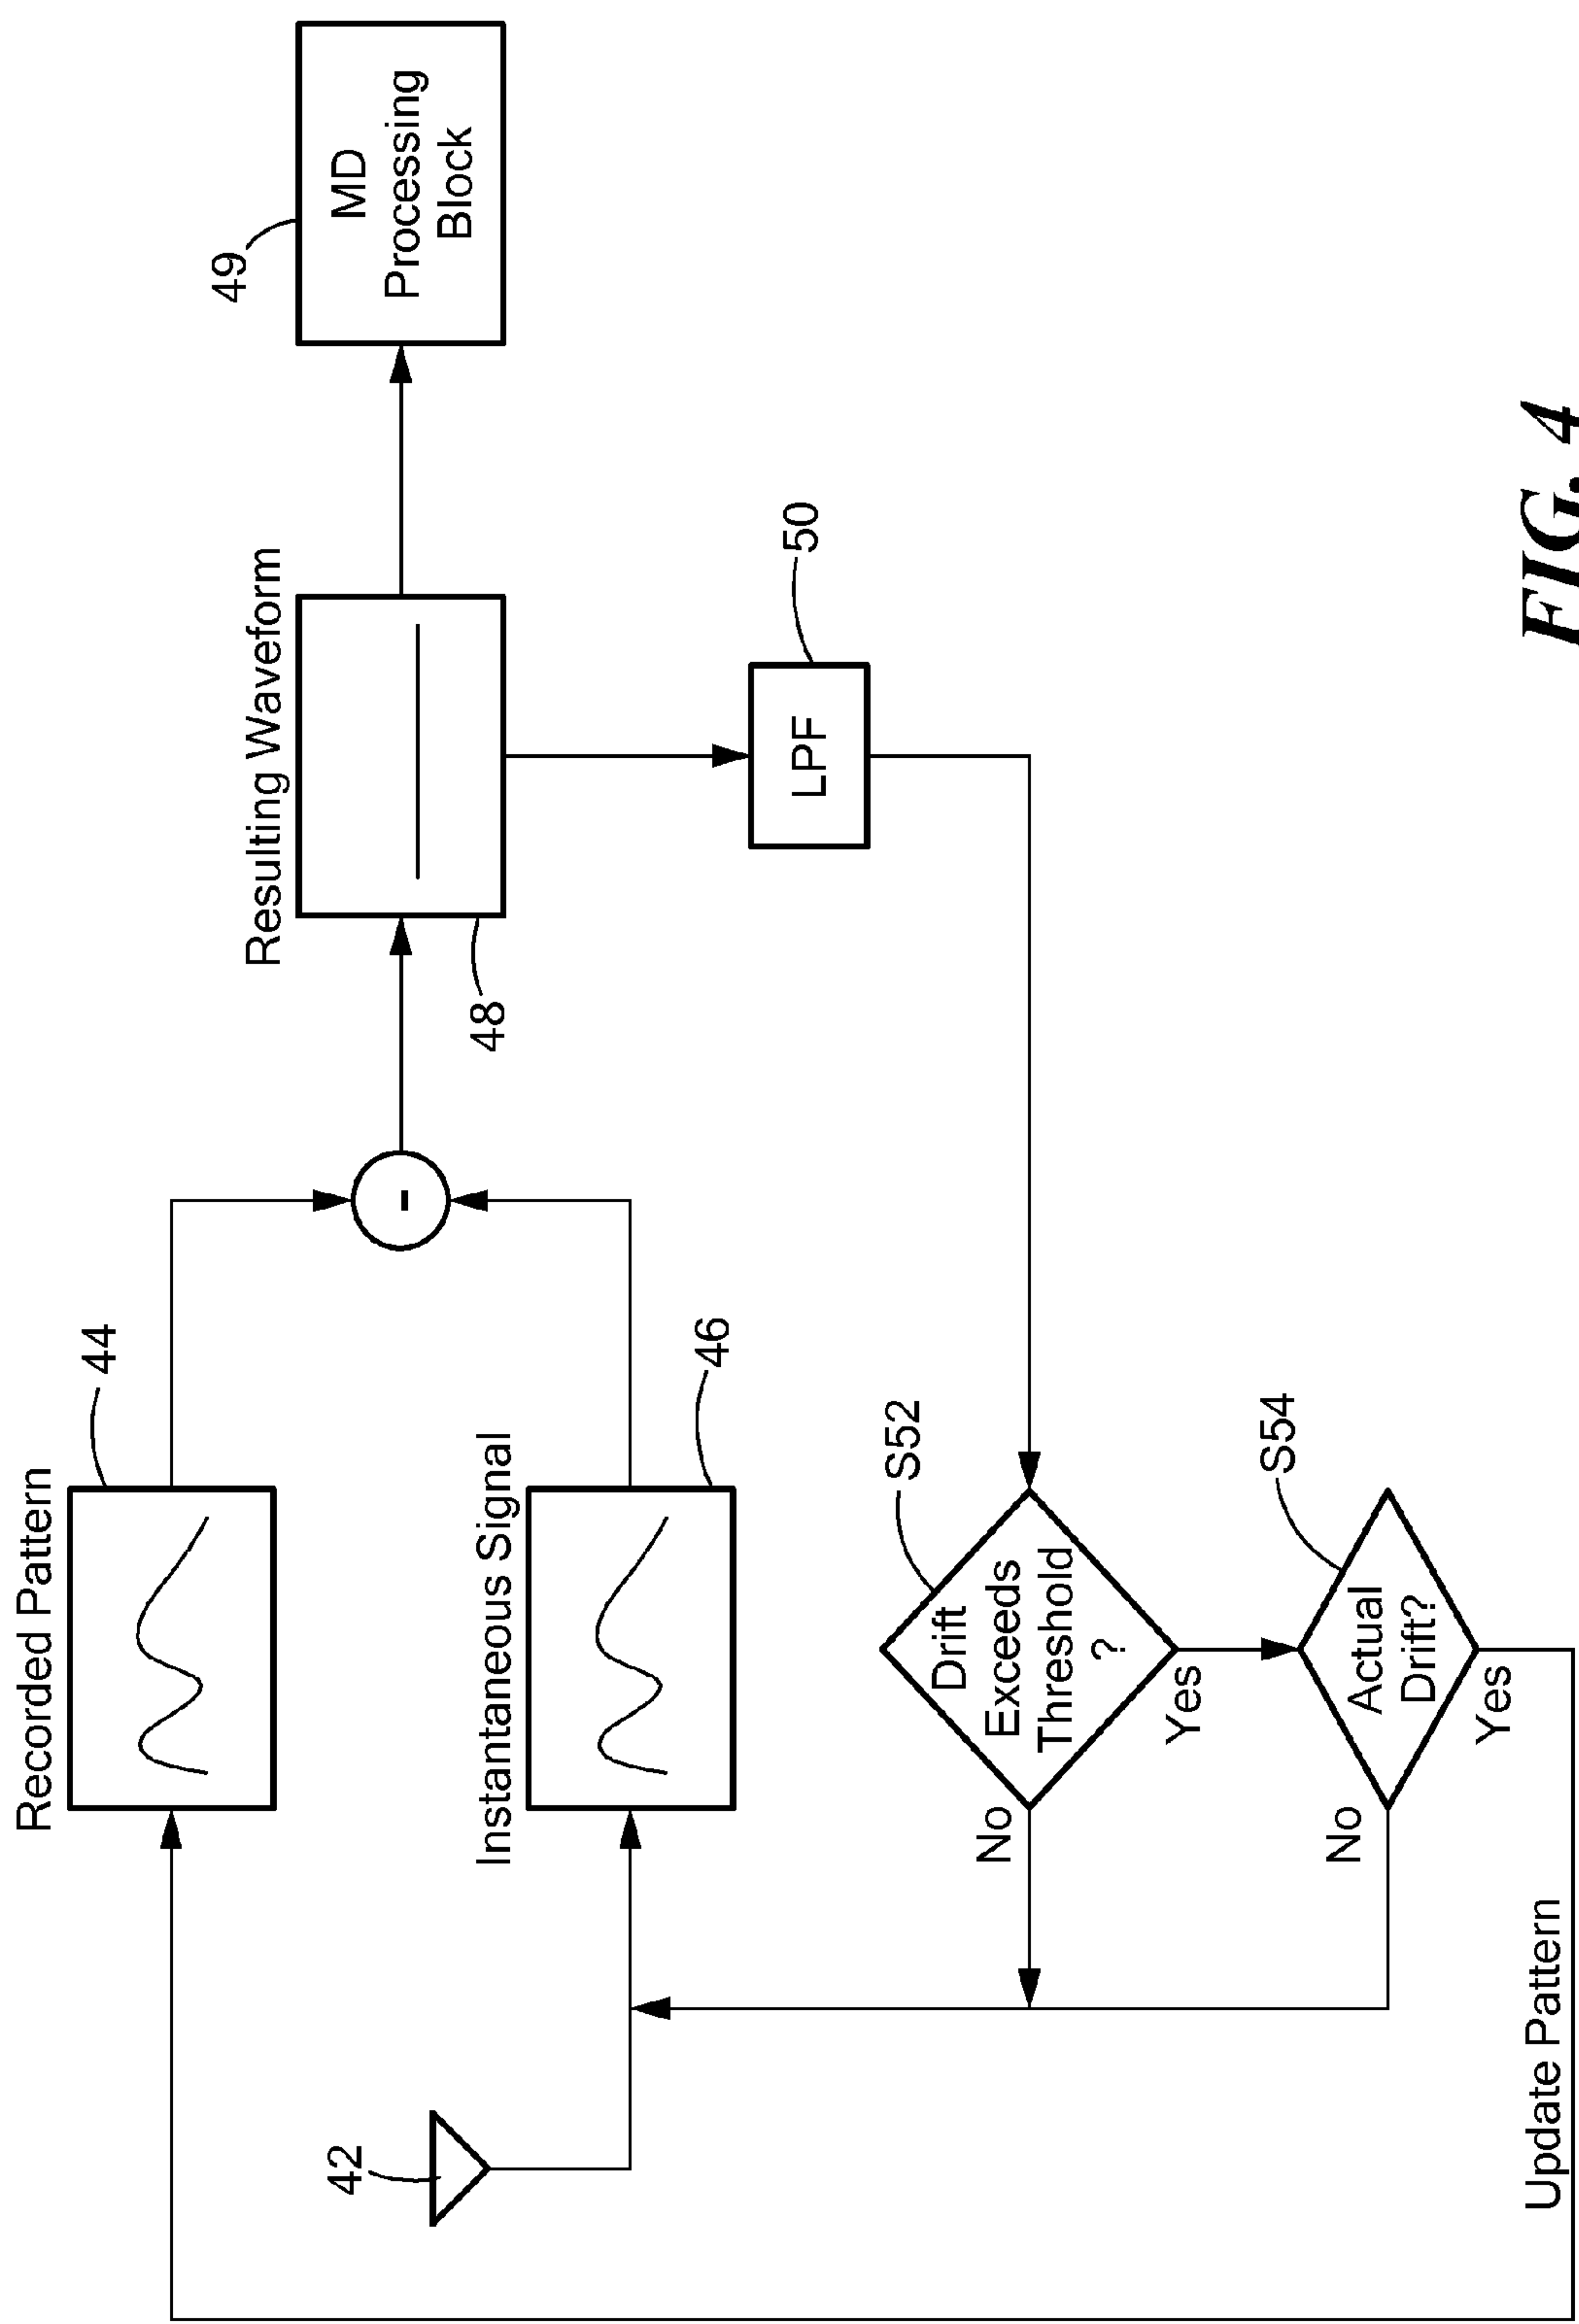 Recorded Pattern
44
Instantaneous Signal
46
42
-
Resulting Waveform
48
49
MD
Processing
Block
LPF
50
Drift
Exceeds
Threshold
?
S52
No
Yes
Actual
Drift?
S54
No
Yes
Update Pattern
FIG. 4